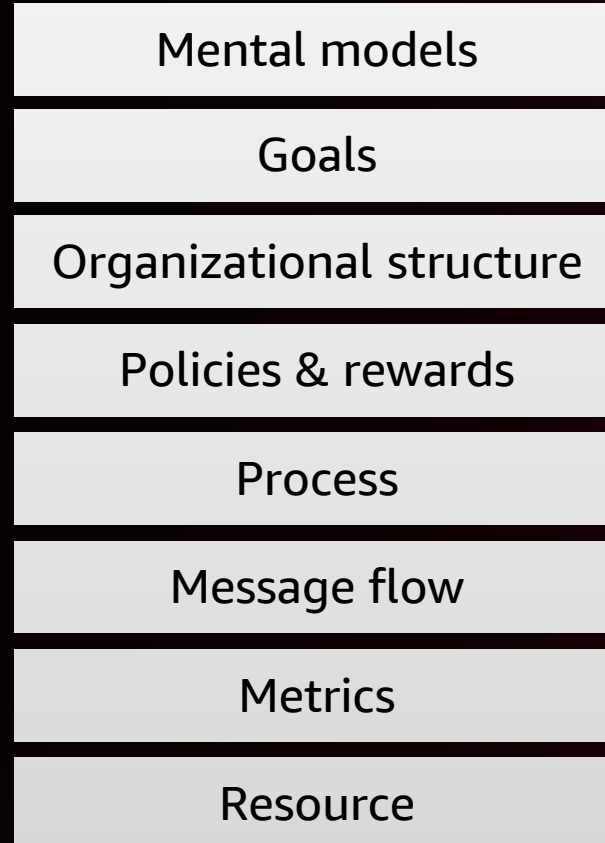 Mental models
Goals
Organizational structure
Policies & rewards
Process
Message flow
Metrics
Resource